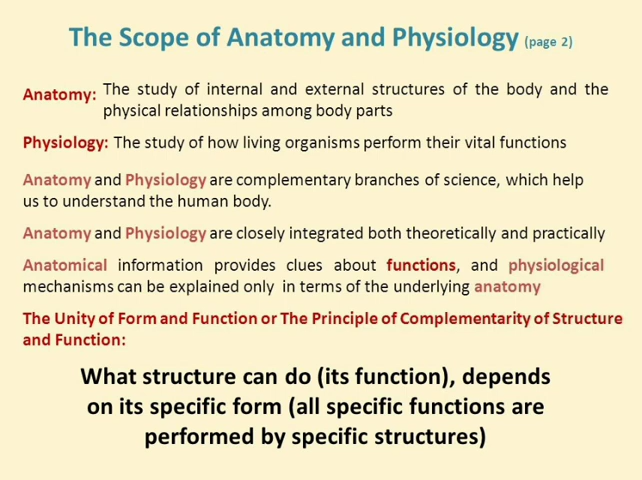 The Scope of Anatomy and Physiology (page 2)
Anatomy: The study of internal and external structures of the body and the
physical relationships among body parts
Physiology: The study of how living organisms perform their vital functions
Anatomy and Physiology are complementary branches of science, which help
us to understand the human body.
Anatomy and Physiology are closely integrated both theoretically and practically
Anatomical information provides clues about functions, and physiological
mechanisms can be explained only in terms of the underlying anatomy
The Unity of Form and Function or The Principle of Complementarity of Structure
and Function:
What structure can do (its function), depends
on its specific form (all specific functions are
performed by specific structures)